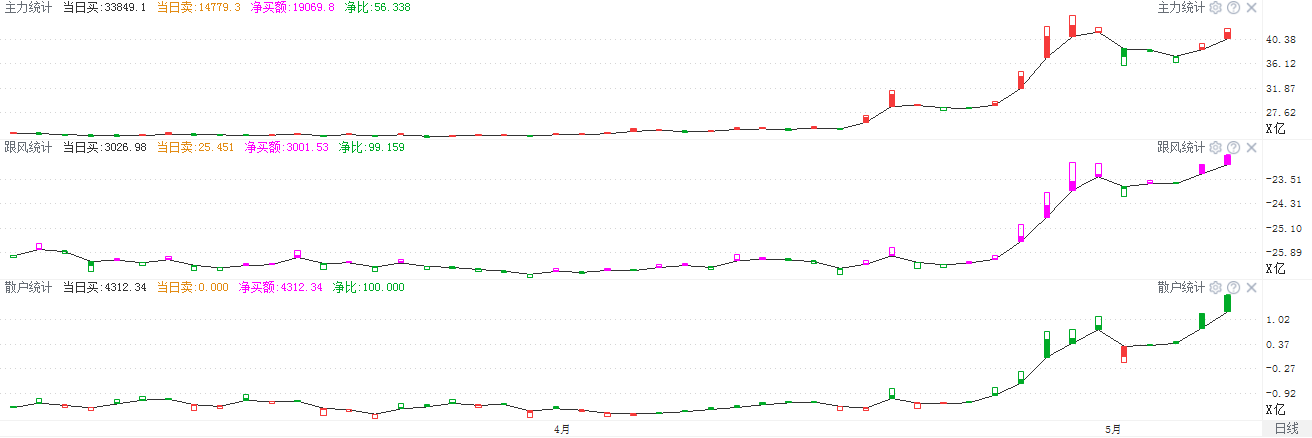 主力统计 当日买:33849.1 当日卖:14779.3 净买额:19069.8 净比:56.338 主力统计
40.38
36.12
31.87
27.62
X亿
跟风统计 当日买:3026.98 当日卖:25.451 净买额:3001.53 净比:99.159 跟风统计
-23.51
-24.31
-25.10
-25.89
X亿
散户统计 当日买:4312.34 当日卖:0.000 净买额:4312.34 净比:100.000 散户统计
1.02
0.37
-0.27
-0.92
X亿
4月 5月 日线